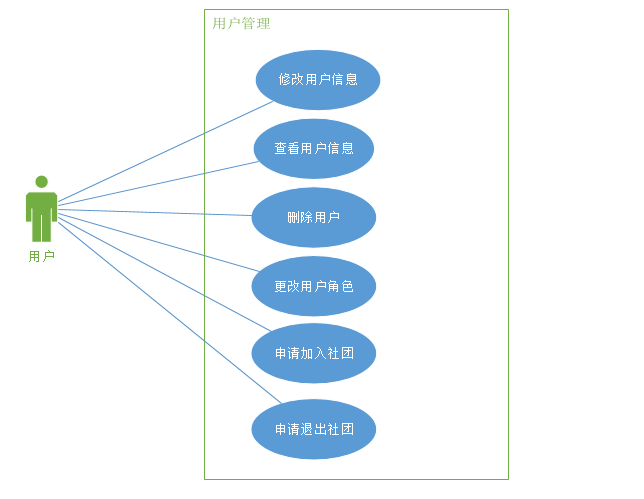 用户管理
修改用户信息
查看用户信息
删除用户
更改用户角色
申请加入社团
申请退出社团
用户